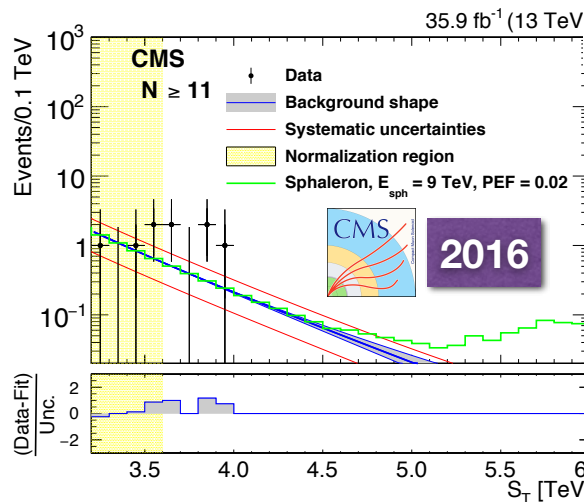 35.9 fb⁻¹ (13 TeV)
Events/0.1 TeV
10³
10²
10
1
10⁻¹
CMS
N ≥ 11
Data
Background shape
Systematic uncertainties
Normalization region
Sphaleron, E_sph = 9 TeV, PEF = 0.02
CMS
2016
(Data-Fit)
Unc.
2
0
−2
3.5 4 4.5 5 5.5 6
S_T [TeV]